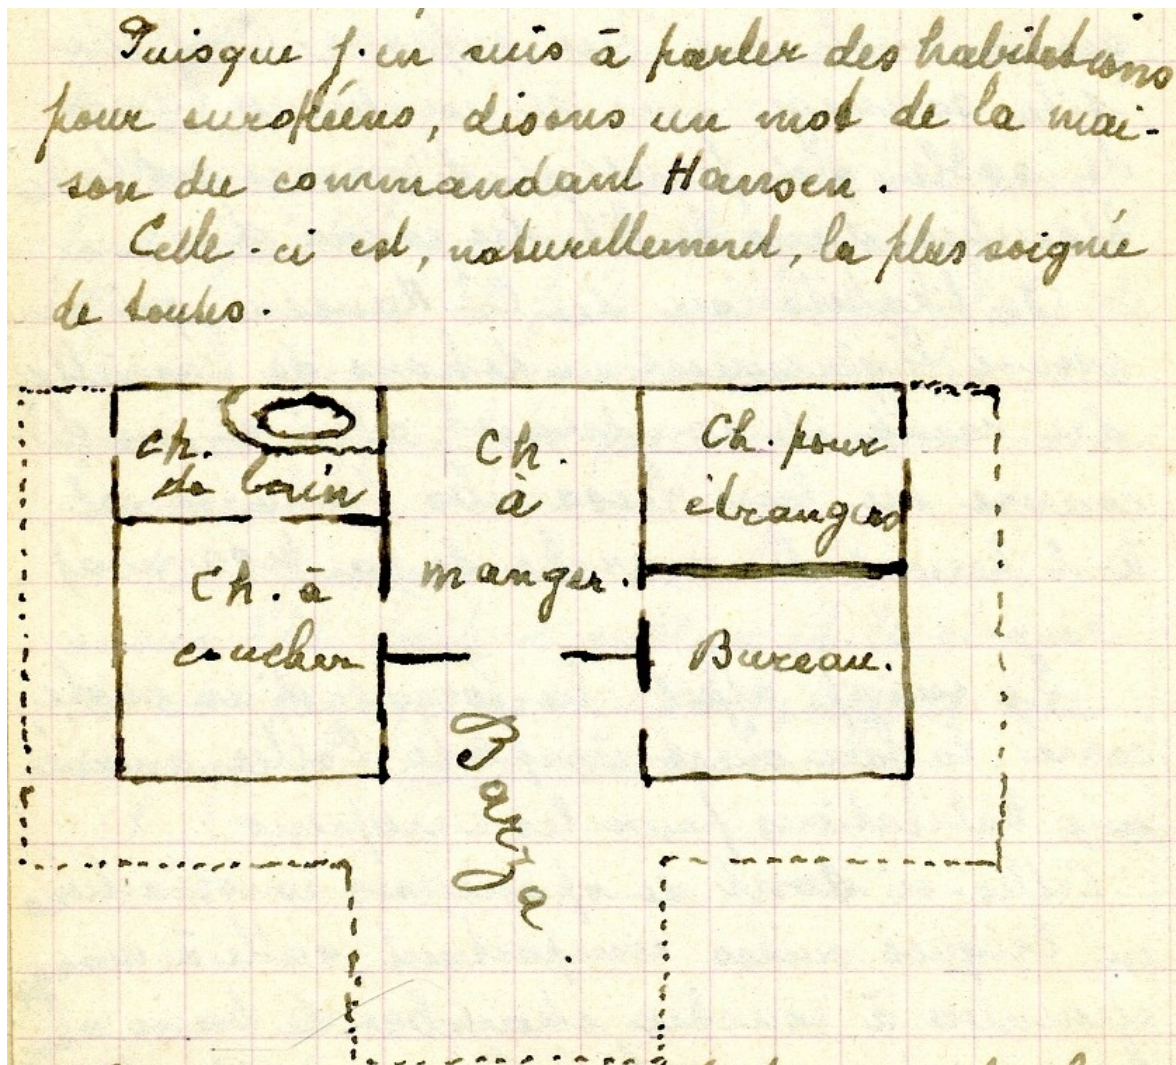 Puisque j'en suis à parler des habitations
pour européens, disons un mot de la mai-
son du commandant Hansen.
Celle-ci est, naturellement, la plus soignée
de toutes.
Ch.
de bain
Ch.
à
manger.
Ch. pour
étrangers
Ch. à
coucher
Bureau.
Barza.